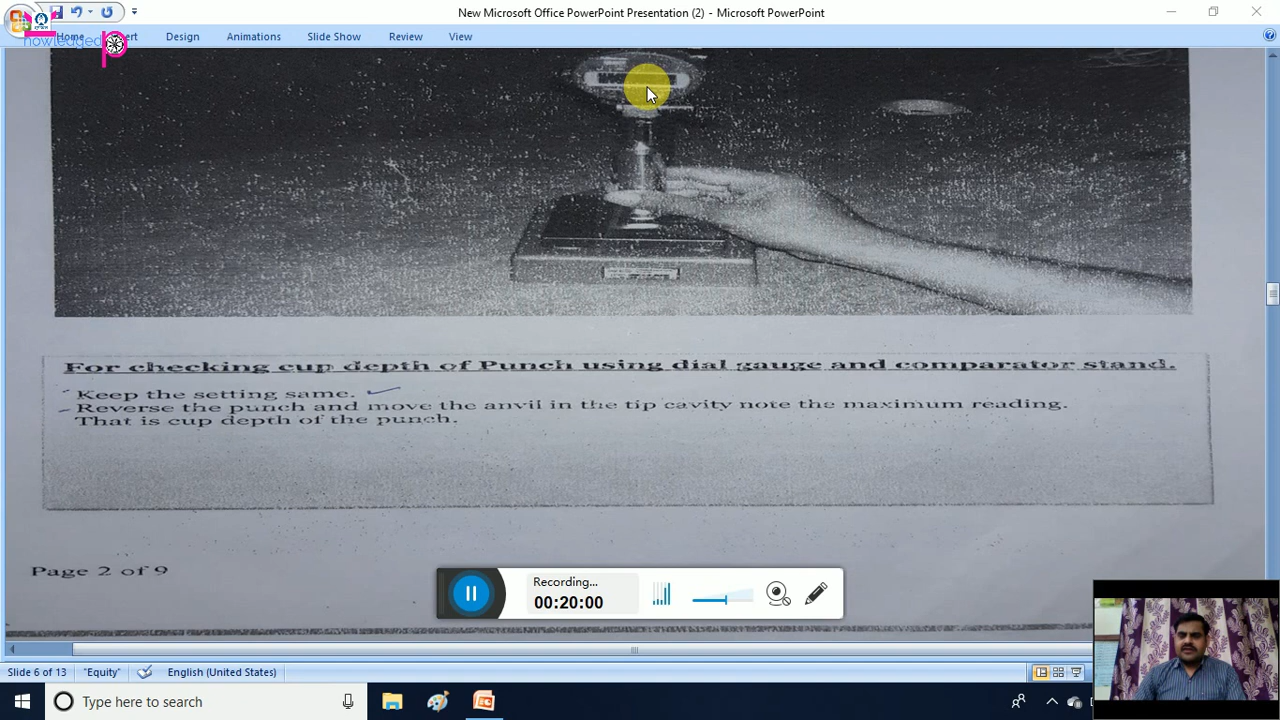 New Microsoft Office PowerPoint Presentation (2) - Microsoft PowerPoint
Home
Design
Animations
Slide Show
Review
View
For checking cup depth of Punch using dial gauge and comparator stand.
Keep the setting same.
Reverse the punch and move the anvil in the tip cavity note the maximum reading.
That is cup depth of the punch.
Page 2 of 9
Recording...
00:20:00
Slide 6 of 13
"Equity"
English (United States)
Type here to search